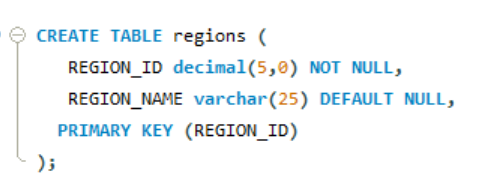 CREATE TABLE regions (
REGION_ID decimal(5,0) NOT NULL,
REGION_NAME varchar(25) DEFAULT NULL,
PRIMARY KEY (REGION_ID)
);